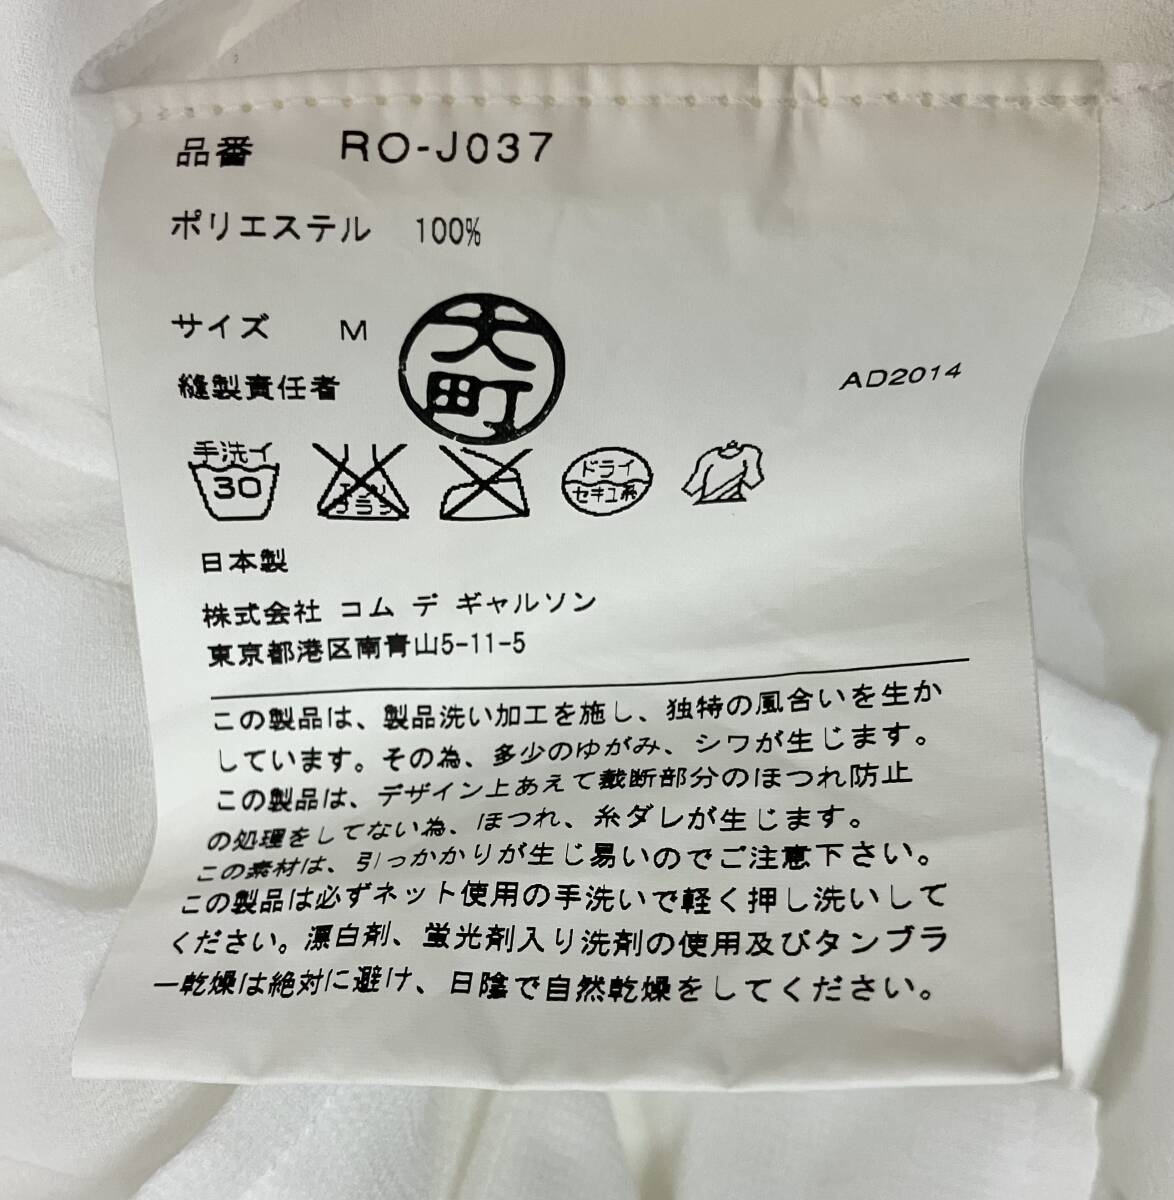 品番 RO-J037
ポリエステル 100%
サイズ M
大町
縫製責任者
AD2014
手洗イ
30
エンソ
サラシ
ドライ
セキユ系
日本製
株式会社 コム デ ギャルソン
東京都港区南青山5-11-5
この製品は、製品洗い加工を施し、独特の風合いを生か
しています。その為、多少のゆがみ、シワが生じます。
この製品は、デザイン上あえて裁断部分のほつれ防止
の処理をしてない為、ほつれ、糸ダレが生じます。
この素材は、引っかかりが生じ易いのでご注意下さい。
この製品は必ずネット使用の手洗いで軽く押し洗いして
ください。漂白剤、蛍光剤入り洗剤の使用及びタンブラ
ー乾燥は絶対に避け、日陰で自然乾燥をしてください。